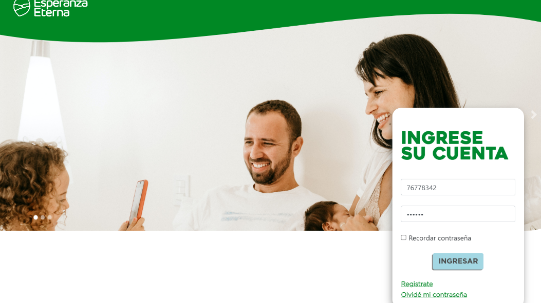 Esperanza
Eterna
INGRESE
SU CUENTA
76778342
••••••
Recordar contraseña
INGRESAR
Registrate
Olvidé mi contraseña